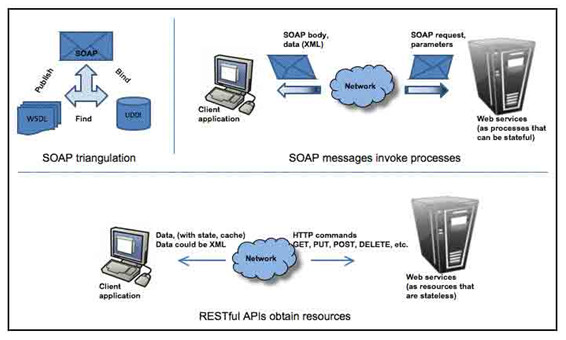 SOAP
Publish
Bind
WSDL
Find
UDDI
SOAP triangulation
SOAP body,
data (XML)
SOAP request,
parameters
Network
Client
application
Web services
(as processes that
can be stateful)
SOAP messages invoke processes
Data, (with state, cache)
Data could be XML
HTTP commands
GET, PUT, POST, DELETE, etc.
Network
Client
application
Web services
(as resources that
are stateless)
RESTful APIs obtain resources